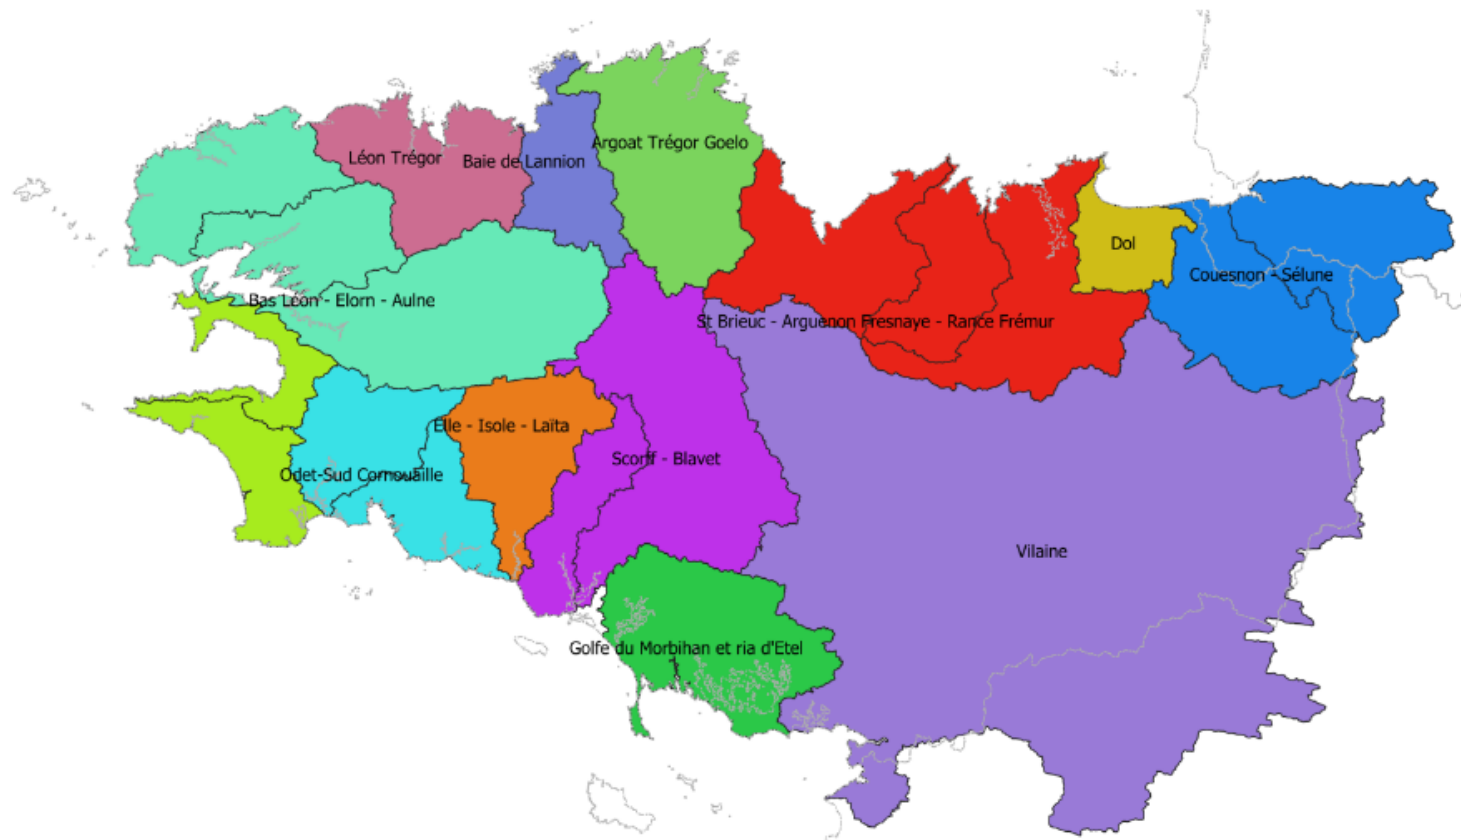 Argoat Trégor Goelo
Léon Trégor
Baie de Lannion
Dol
Couesnon - Sélune
Bas Léon - Elorn - Aulne
St Brieuc - Arguenon Fresnaye - Rance Frémur
Elle - Isole - Laïta
Scorff - Blavet
Odet-Sud Cornouaille
Vilaine
Golfe du Morbihan et ria d'Etel